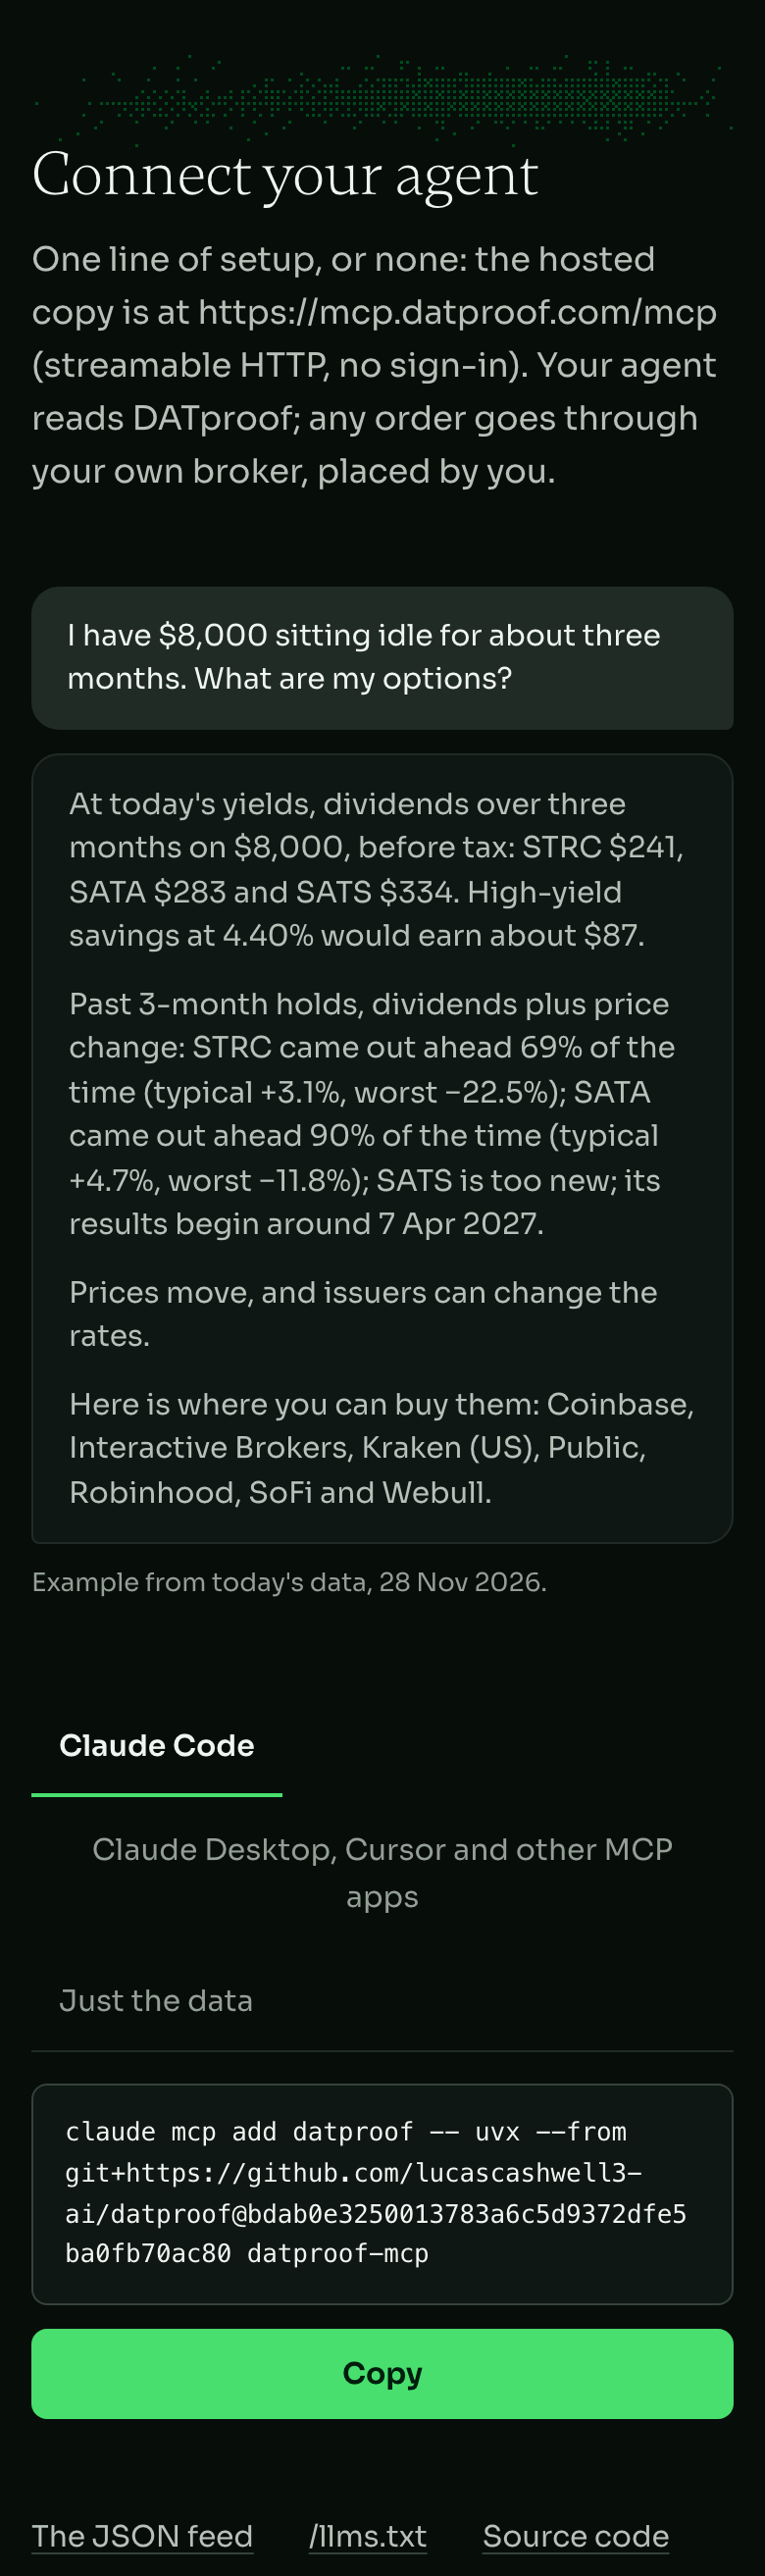 Connect your agent
One line of setup, or none: the hosted
copy is at https://mcp.datproof.com/mcp
(streamable HTTP, no sign-in). Your agent
reads DATproof; any order goes through
your own broker, placed by you.
I have $8,000 sitting idle for about three
months. What are my options?
At today's yields, dividends over three
months on $8,000, before tax: STRC $241,
SATA $283 and SATS $334. High-yield
savings at 4.40% would earn about $87.
Past 3-month holds, dividends plus price
change: STRC came out ahead 69% of the
time (typical +3.1%, worst −22.5%); SATA
came out ahead 90% of the time (typical
+4.7%, worst −11.8%); SATS is too new; its
results begin around 7 Apr 2027.
Prices move, and issuers can change the
rates.
Here is where you can buy them: Coinbase,
Interactive Brokers, Kraken (US), Public,
Robinhood, SoFi and Webull.
Example from today's data, 28 Nov 2026.
Claude Code
Claude Desktop, Cursor and other MCP
apps
Just the data
claude mcp add datproof -- uvx --from
git+https://github.com/lucascashwell3-
ai/datproof@bdab0e3250013783a6c5d9372dfe5
ba0fb70ac80 datproof-mcp
Copy
The JSON feed
/llms.txt
Source code